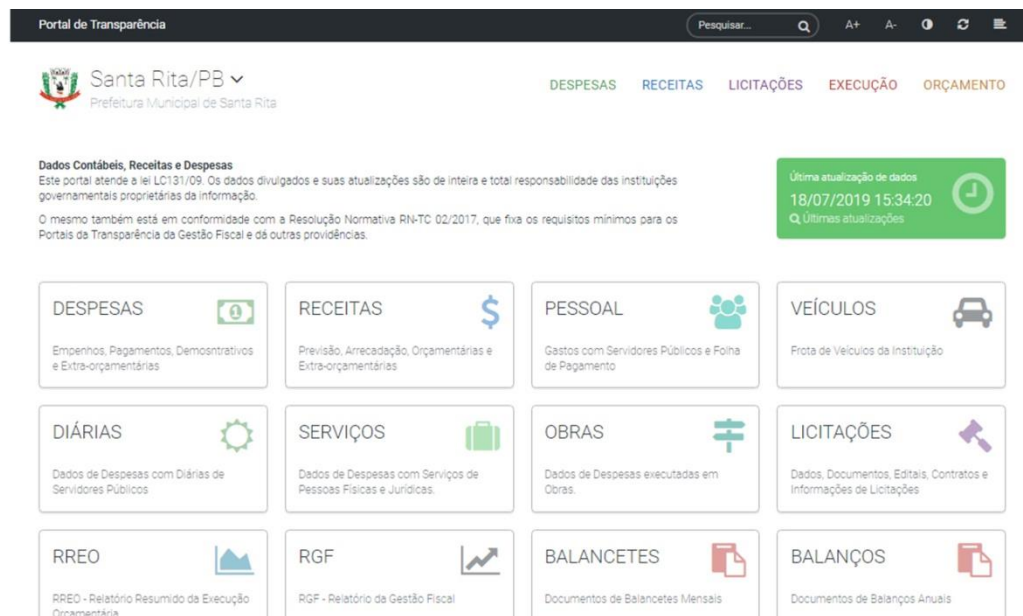 Portal de Transparência
Pesquisar...
A+
A-
Santa Rita/PB
Prefeitura Municipal de Santa Rita
DESPESAS
RECEITAS
LICITAÇÕES
EXECUÇÃO
ORÇAMENTO
Dados Contábeis, Receitas e Despesas
Este portal atende a lei LC131/09. Os dados divulgados e suas atualizações são de inteira e total responsabilidade das instituições
governamentais proprietárias da informação.
O mesmo também está em conformidade com a Resolução Normativa RN-TC 02/2017, que fixa os requisitos mínimos para os
Portais da Transparência da Gestão Fiscal e dá outras providências.
Última atualização de dados
18/07/2019 15:34:20
Últimas atualizações
DESPESAS
Empenhos, Pagamentos, Demosntrativos
e Extra-orçamentárias
RECEITAS
Previsão, Arrecadação, Orçamentárias e
Extra-orçamentárias
PESSOAL
Gastos com Servidores Públicos e Folha
de Pagamento
VEÍCULOS
Frota de Veículos da Instituição
DIÁRIAS
Dados de Despesas com Diárias de
Servidores Públicos
SERVIÇOS
Dados de Despesas com Serviços de
Pessoas Físicas e Jurídicas.
OBRAS
Dados de Despesas executadas em
Obras.
LICITAÇÕES
Dados, Documentos, Editais, Contratos e
Informações de Licitações
RREO
RREO - Relatório Resumido da Execução
Orçamentária
RGF
RGF - Relatório da Gestão Fiscal
BALANCETES
Documentos de Balancetes Mensais
BALANÇOS
Documentos de Balanços Anuais